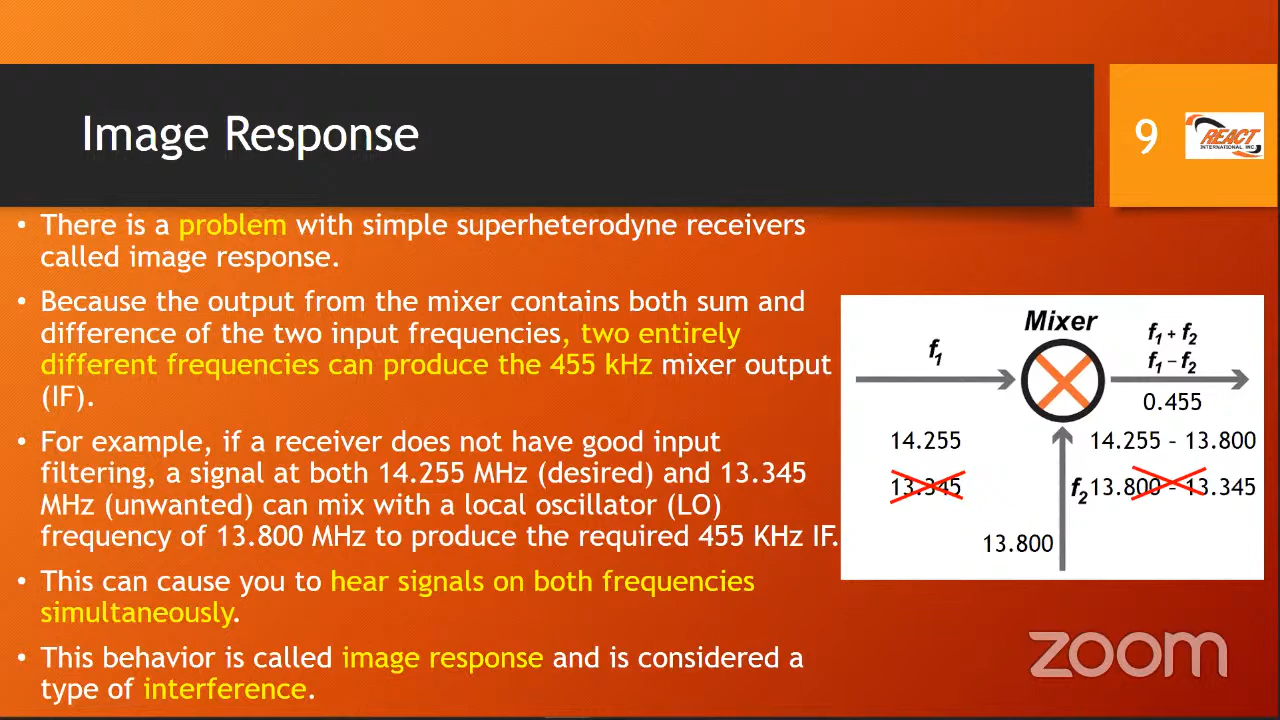 Image Response
9
REACT
INTERNATIONAL INC.
• There is a problem with simple superheterodyne receivers
called image response.
• Because the output from the mixer contains both sum and
difference of the two input frequencies, two entirely
different frequencies can produce the 455 kHz mixer output
(IF).
• For example, if a receiver does not have good input
filtering, a signal at both 14.255 MHz (desired) and 13.345
MHz (unwanted) can mix with a local oscillator (LO)
frequency of 13.800 MHz to produce the required 455 KHz IF.
• This can cause you to hear signals on both frequencies
simultaneously.
• This behavior is called image response and is considered a
type of interference.
Mixer
f₁
f₁ + f₂
f₁ – f₂
0.455
14.255
14.255 – 13.800
13.345
f₂
13.800 – 13.345
13.800
zoom